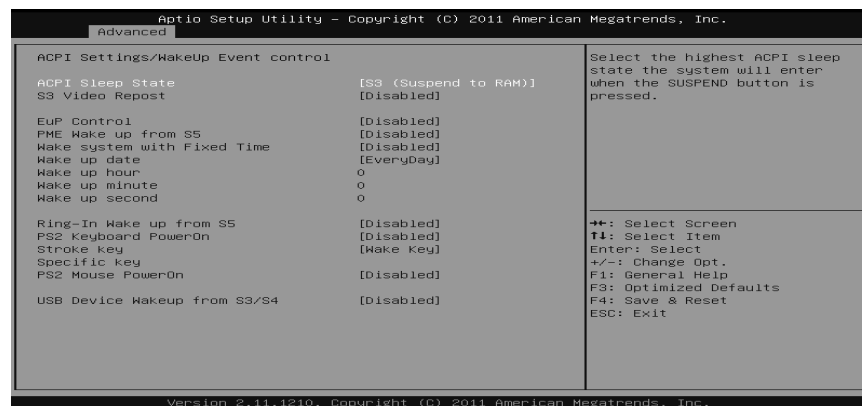 Aptio Setup Utility – Copyright (C) 2011 American Megatrends, Inc.
Advanced
ACPI Settings/WakeUp Event control
ACPI Sleep State [S3 (Suspend to RAM)]
S3 Video Repost [Disabled]
EuP Control [Disabled]
PME Wake up from S5 [Disabled]
Wake system with Fixed Time [Disabled]
Wake up date [EveryDay]
Wake up hour 0
Wake up minute 0
Wake up second 0
Ring-In Wake up from S5 [Disabled]
PS2 Keyboard PowerOn [Disabled]
Stroke key [Wake Key]
Specific key
PS2 Mouse PowerOn [Disabled]
USB Device Wakeup from S3/S4 [Disabled]
Select the highest ACPI sleep
state the system will enter
when the SUSPEND button is
pressed.
→←: Select Screen
↑↓: Select Item
Enter: Select
+/-: Change Opt.
F1: General Help
F3: Optimized Defaults
F4: Save & Reset
ESC: Exit
Version 2.11.1210. Copyright (C) 2011 American Megatrends, Inc.